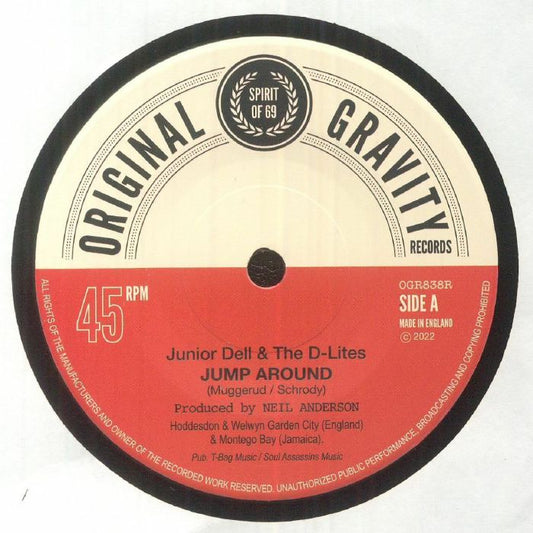 SPIRIT
OF 69
ORIGINAL GRAVITY
RECORDS
45 RPM
OGR838R
SIDE A
MADE IN ENGLAND
© 2022
Junior Dell & The D-Lites
JUMP AROUND
(Muggerud / Schrody)
Produced by NEIL ANDERSON
Hoddesdon & Welwyn Garden City (England)
& Montego Bay (Jamaica).
Pub. T-Bng Music / Soul Assassins Music
ALL RIGHTS OF THE MANUFACTURERS AND OWNER OF THE RECORDED WORK RESERVED. UNAUTHORIZED PUBLIC PERFORMANCE, BROADCASTING AND COPYING PROHIBITED